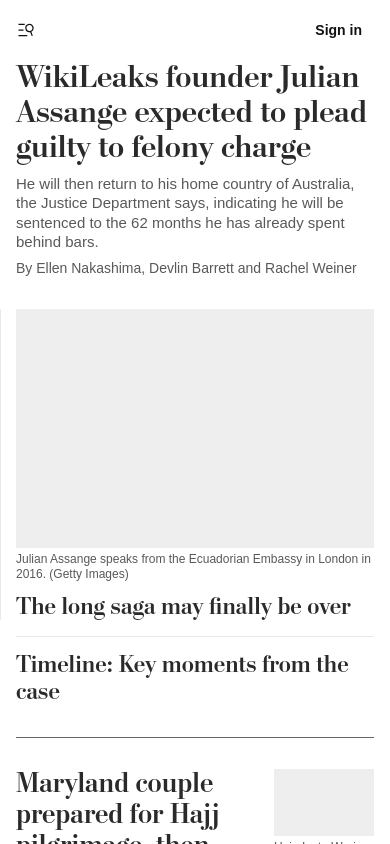 Sign in
WikiLeaks founder Julian
Assange expected to plead
guilty to felony charge
He will then return to his home country of Australia,
the Justice Department says, indicating he will be
sentenced to the 62 months he has already spent
behind bars.
By Ellen Nakashima, Devlin Barrett and Rachel Weiner
Julian Assange speaks from the Ecuadorian Embassy in London in
2016. (Getty Images)
The long saga may finally be over
Timeline: Key moments from the
case
Maryland couple
prepared for Hajj
pilgrimage, then